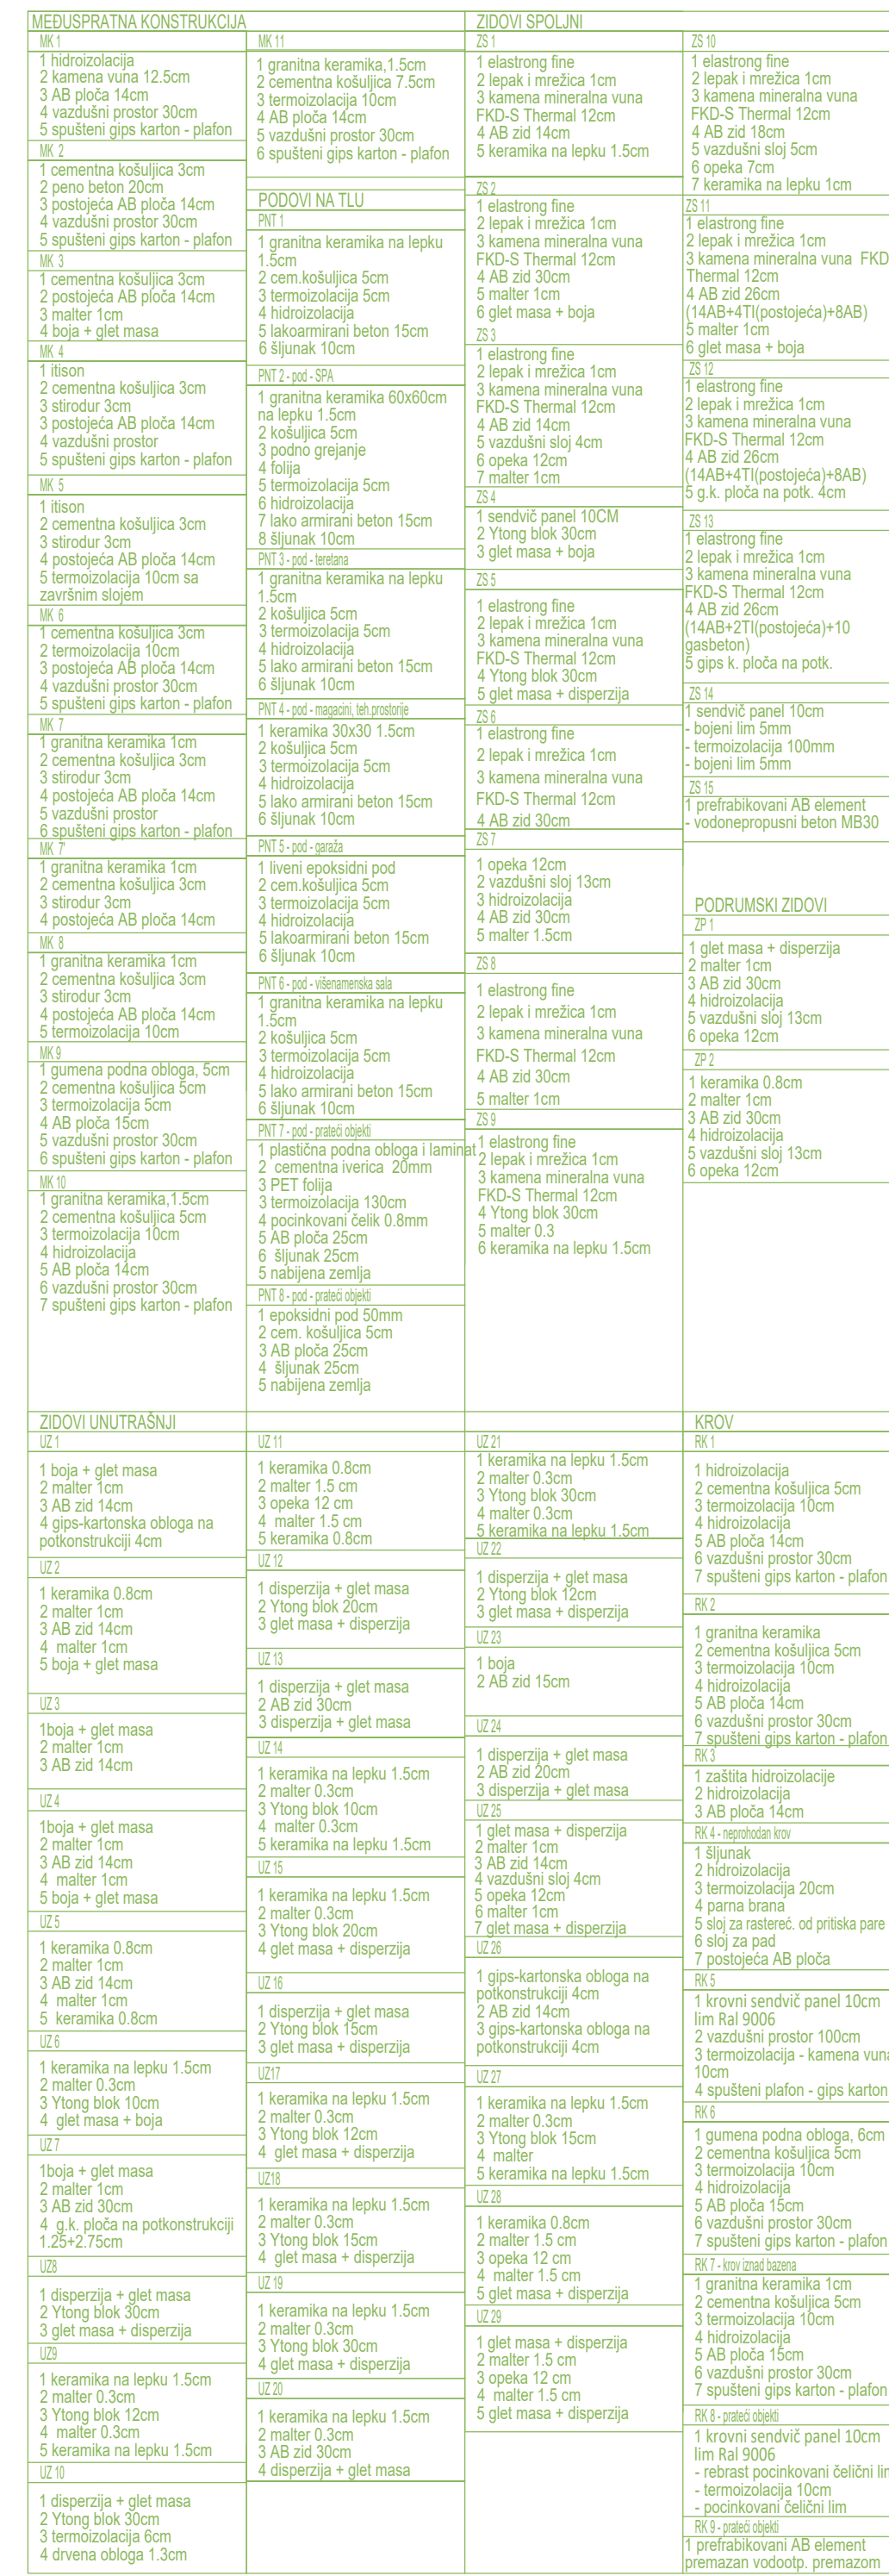 MEĐUSPRATNA KONSTRUKCIJA
MK 1
1 hidroizolacija
2 kamena vuna 12.5cm
3 AB ploča 14cm
4 vazdušni prostor 30cm
5 spušteni gips karton - plafon
MK 2
1 cementna košuljica 3cm
2 peno beton 20cm
3 postojeća AB ploča 14cm
4 vazdušni prostor 30cm
5 spušteni gips karton - plafon
MK 3
1 cementna košuljica 3cm
2 postojeća AB ploča 14cm
3 malter 1cm
4 boja + glet masa
MK 4
1 itison
2 cementna košuljica 3cm
3 stirodur 3cm
3 postojeća AB ploča 14cm
4 vazdušni prostor
5 spušteni gips karton - plafon
MK 5
1 itison
2 cementna košuljica 3cm
3 stirodur 3cm
4 postojeća AB ploča 14cm
5 termoizolacija 10cm sa
završnim slojem
MK 6
1 cementna košuljica 3cm
2 termoizolacija 10cm
3 postojeća AB ploča 14cm
4 vazdušni prostor 30cm
5 spušteni gips karton - plafon
MK 7
1 granitna keramika 1cm
2 cementna košuljica 3cm
3 stirodur 3cm
4 postojeća AB ploča 14cm
5 vazdušni prostor
6 spušteni gips karton - plafon
MK 7'
1 granitna keramika 1cm
2 cementna košuljica 3cm
3 stirodur 3cm
4 postojeća AB ploča 14cm
MK 8
1 granitna keramika 1cm
2 cementna košuljica 3cm
3 stirodur 3cm
4 postojeća AB ploča 14cm
5 termoizolacija 10cm
MK 9
1 gumena podna obloga, 5cm
2 cementna košuljica 5cm
3 termoizolacija 5cm
4 AB ploča 15cm
5 vazdušni prostor 30cm
6 spušteni gips karton - plafon
MK 10
1 granitna keramika,1.5cm
2 cementna košuljica 5cm
3 termoizolacija 10cm
4 hidroizolacija
5 AB ploča 14cm
6 vazdušni prostor 30cm
7 spušteni gips karton - plafon
MK 11
1 granitna keramika,1.5cm
2 cementna košuljica 7.5cm
3 termoizolacija 10cm
4 AB ploča 14cm
5 vazdušni prostor 30cm
6 spušteni gips karton - plafon
PODOVI NA TLU
PNT 1
1 granitna keramika na lepku
1.5cm
2 cem.košuljica 5cm
3 termoizolacija 5cm
4 hidroizolacija
5 lakoarmirani beton 15cm
6 šljunak 10cm
PNT 2 - pod - SPA
1 granitna keramika 60x60cm
na lepku 1.5cm
2 košuljica 5cm
3 podno grejanje
4 folija
5 termoizolacija 5cm
6 hidroizolacija
7 lako armirani beton 15cm
8 šljunak 10cm
PNT 3 - pod - teretana
1 granitna keramika na lepku
1.5cm
2 košuljica 5cm
3 termoizolacija 5cm
4 hidroizolacija
5 lako armirani beton 15cm
6 šljunak 10cm
PNT 4 - pod - magacini, teh.prostorije
1 keramika 30x30 1.5cm
2 košuljica 5cm
3 termoizolacija 5cm
4 hidroizolacija
5 lako armirani beton 15cm
6 šljunak 10cm
PNT 5 - pod - garaža
1 liveni epoksidni pod
2 cem.košuljica 5cm
3 termoizolacija 5cm
4 hidroizolacija
5 lakoarmirani beton 15cm
6 šljunak 10cm
PNT 6 - pod - višenamenska sala
1 granitna keramika na lepku
1.5cm
2 košuljica 5cm
3 termoizolacija 5cm
4 hidroizolacija
5 lako armirani beton 15cm
6 šljunak 10cm
PNT 7 - pod - prateći objekti
1 plastična podna obloga i laminat
2 cementna iverica 20mm
3 PET folija
3 termoizolacija 130cm
4 pocinkovani čelik 0.8mm
5 AB ploča 25cm
6 šljunak 25cm
5 nabijena zemlja
PNT 8 - pod - prateći objekti
1 epoksidni pod 50mm
2 cem. košuljica 5cm
3 AB ploča 25cm
4 šljunak 25cm
5 nabijena zemlja
ZIDOVI SPOLJNI
ZS 1
1 elastrong fine
2 lepak i mrežica 1cm
3 kamena mineralna vuna
FKD-S Thermal 12cm
4 AB zid 14cm
5 keramika na lepku 1.5cm
ZS 2
1 elastrong fine
2 lepak i mrežica 1cm
3 kamena mineralna vuna
FKD-S Thermal 12cm
4 AB zid 30cm
5 malter 1cm
6 glet masa + boja
ZS 3
1 elastrong fine
2 lepak i mrežica 1cm
3 kamena mineralna vuna
FKD-S Thermal 12cm
4 AB zid 14cm
5 vazdušni sloj 4cm
6 opeka 12cm
7 malter 1cm
ZS 4
1 sendvič panel 10CM
2 Ytong blok 30cm
3 glet masa + boja
ZS 5
1 elastrong fine
2 lepak i mrežica 1cm
3 kamena mineralna vuna
FKD-S Thermal 12cm
4 Ytong blok 30cm
5 glet masa + disperzija
ZS 6
1 elastrong fine
2 lepak i mrežica 1cm
3 kamena mineralna vuna
FKD-S Thermal 12cm
4 AB zid 30cm
ZS 7
1 opeka 12cm
2 vazdušni sloj 13cm
3 hidroizolacija
4 AB zid 30cm
5 malter 1.5cm
ZS 8
1 elastrong fine
2 lepak i mrežica 1cm
3 kamena mineralna vuna
FKD-S Thermal 12cm
4 AB zid 30cm
5 malter 1cm
ZS 9
1 elastrong fine
2 lepak i mrežica 1cm
3 kamena mineralna vuna
FKD-S Thermal 12cm
4 Ytong blok 30cm
5 malter 0.3
6 keramika na lepku 1.5cm
ZS 10
1 elastrong fine
2 lepak i mrežica 1cm
3 kamena mineralna vuna
FKD-S Thermal 12cm
4 AB zid 18cm
5 vazdušni sloj 5cm
6 opeka 7cm
7 keramika na lepku 1cm
ZS 11
1 elastrong fine
2 lepak i mrežica 1cm
3 kamena mineralna vuna FKD
Thermal 12cm
4 AB zid 26cm
(14AB+4TI(postojeća)+8AB)
5 malter 1cm
6 glet masa + boja
ZS 12
1 elastrong fine
2 lepak i mrežica 1cm
3 kamena mineralna vuna
FKD-S Thermal 12cm
4 AB zid 26cm
(14AB+4TI(postojeća)+8AB)
5 g.k. ploča na potk. 4cm
ZS 13
1 elastrong fine
2 lepak i mrežica 1cm
3 kamena mineralna vuna
FKD-S Thermal 12cm
4 AB zid 26cm
(14AB+2TI(postojeća)+10
gasbeton)
5 gips k. ploča na potk.
ZS 14
1 sendvič panel 10cm
- bojeni lim 5mm
- termoizolacija 100mm
- bojeni lim 5mm
ZS 15
1 prefrabikovani AB element
- vodonepropusni beton MB30
PODRUMSKI ZIDOVI
ZP 1
1 glet masa + disperzija
2 malter 1cm
3 AB zid 30cm
4 hidroizolacija
5 vazdušni sloj 13cm
6 opeka 12cm
ZP 2
1 keramika 0.8cm
2 malter 1cm
3 AB zid 30cm
4 hidroizolacija
5 vazdušni sloj 13cm
6 opeka 12cm
ZIDOVI UNUTRAŠNJI
UZ 1
1 boja + glet masa
2 malter 1cm
3 AB zid 14cm
4 gips-kartonska obloga na
potkonstrukciji 4cm
UZ 2
1 keramika 0.8cm
2 malter 1cm
3 AB zid 14cm
4 malter 1cm
5 boja + glet masa
UZ 3
1boja + glet masa
2 malter 1cm
3 AB zid 14cm
UZ 4
1boja + glet masa
2 malter 1cm
3 AB zid 14cm
4 malter 1cm
5 boja + glet masa
UZ 5
1 keramika 0.8cm
2 malter 1cm
3 AB zid 14cm
4 malter 1cm
5 keramika 0.8cm
UZ 6
1 keramika na lepku 1.5cm
2 malter 0.3cm
3 Ytong blok 10cm
4 glet masa + boja
UZ 7
1boja + glet masa
2 malter 1cm
3 AB zid 30cm
4 g.k. ploča na potkonstrukciji
1.25+2.75cm
UZ8
1 disperzija + glet masa
2 Ytong blok 30cm
3 glet masa + disperzija
UZ9
1 keramika na lepku 1.5cm
2 malter 0.3cm
3 Ytong blok 12cm
4 malter 0.3cm
5 keramika na lepku 1.5cm
UZ 10
1 disperzija + glet masa
2 Ytong blok 30cm
3 termoizolacija 6cm
4 drvena obloga 1.3cm
UZ 11
1 keramika 0.8cm
2 malter 1.5 cm
3 opeka 12 cm
4 malter 1.5 cm
5 keramika 0.8cm
UZ 12
1 disperzija + glet masa
2 Ytong blok 20cm
3 glet masa + disperzija
UZ 13
1 disperzija + glet masa
2 AB zid 30cm
3 disperzija + glet masa
UZ 14
1 keramika na lepku 1.5cm
2 malter 0.3cm
3 Ytong blok 10cm
4 malter 0.3cm
5 keramika na lepku 1.5cm
UZ 15
1 keramika na lepku 1.5cm
2 malter 0.3cm
3 Ytong blok 20cm
4 glet masa + disperzija
UZ 16
1 disperzija + glet masa
2 Ytong blok 15cm
3 glet masa + disperzija
UZ17
1 keramika na lepku 1.5cm
2 malter 0.3cm
3 Ytong blok 12cm
4 glet masa + disperzija
UZ18
1 keramika na lepku 1.5cm
2 malter 0.3cm
3 Ytong blok 15cm
4 glet masa + disperzija
UZ 19
1 keramika na lepku 1.5cm
2 malter 0.3cm
3 Ytong blok 30cm
4 glet masa + disperzija
UZ 20
1 keramika na lepku 1.5cm
2 malter 0.3cm
3 AB zid 30cm
4 disperzija + glet masa
UZ 21
1 keramika na lepku 1.5cm
2 malter 0.3cm
3 Ytong blok 30cm
4 malter 0.3cm
5 keramika na lepku 1.5cm
UZ 22
1 disperzija + glet masa
2 Ytong blok 12cm
3 glet masa + disperzija
UZ 23
1 boja
2 AB zid 15cm
UZ 24
1 disperzija + glet masa
2 AB zid 20cm
3 disperzija + glet masa
UZ 25
1 glet masa + disperzija
2 malter 1cm
3 AB zid 14cm
4 vazdušni sloj 4cm
5 opeka 12cm
6 malter 1cm
7 glet masa + disperzija
UZ 26
1 gips-kartonska obloga na
potkonstrukciji 4cm
2 AB zid 14cm
3 gips-kartonska obloga na
potkonstrukciji 4cm
UZ 27
1 keramika na lepku 1.5cm
2 malter 0.3cm
3 Ytong blok 15cm
4 malter
5 keramika na lepku 1.5cm
UZ 28
1 keramika 0.8cm
2 malter 1.5 cm
3 opeka 12 cm
4 malter 1.5 cm
5 glet masa + disperzija
UZ 29
1 glet masa + disperzija
2 malter 1.5 cm
3 opeka 12 cm
4 malter 1.5 cm
5 glet masa + disperzija
KROV
RK 1
1 hidroizolacija
2 cementna košuljica 5cm
3 termoizolacija 10cm
4 hidroizolacija
5 AB ploča 14cm
6 vazdušni prostor 30cm
7 spušteni gips karton - plafon
RK 2
1 granitna keramika
2 cementna košuljica 5cm
3 termoizolacija 10cm
4 hidroizolacija
5 AB ploča 14cm
6 vazdušni prostor 30cm
7 spušteni gips karton - plafon
RK 3
1 zaštita hidroizolacije
2 hidroizolacija
3 AB ploča 14cm
RK 4 - neprohodan krov
1 šljunak
2 hidroizolacija
3 termoizolacija 20cm
4 parna brana
5 sloj za rastereć. od pritiska pare
6 sloj za pad
7 postojeća AB ploča
RK 5
1 krovni sendvič panel 10cm
lim Ral 9006
2 vazdušni prostor 100cm
3 termoizolacija - kamena vuna
10cm
4 spušteni plafon - gips karton
RK 6
1 gumena podna obloga, 6cm
2 cementna košuljica 5cm
3 termoizolacija 10cm
4 hidroizolacija
5 AB ploča 15cm
6 vazdušni prostor 30cm
7 spušteni gips karton - plafon
RK 7 - krov iznad bazena
1 granitna keramika 1cm
2 cementna košuljica 5cm
3 termoizolacija 10cm
4 hidroizolacija
5 AB ploča 15cm
6 vazdušni prostor 30cm
7 spušteni gips karton - plafon
RK 8 - prateći objekti
1 krovni sendvič panel 10cm
lim Ral 9006
- rebrast pocinkovani čelični lim
- termoizolacija 10cm
- pocinkovani čelični lim
RK 9 - prateći objekti
1 prefrabikovani AB element
premazan vodootp. premazom